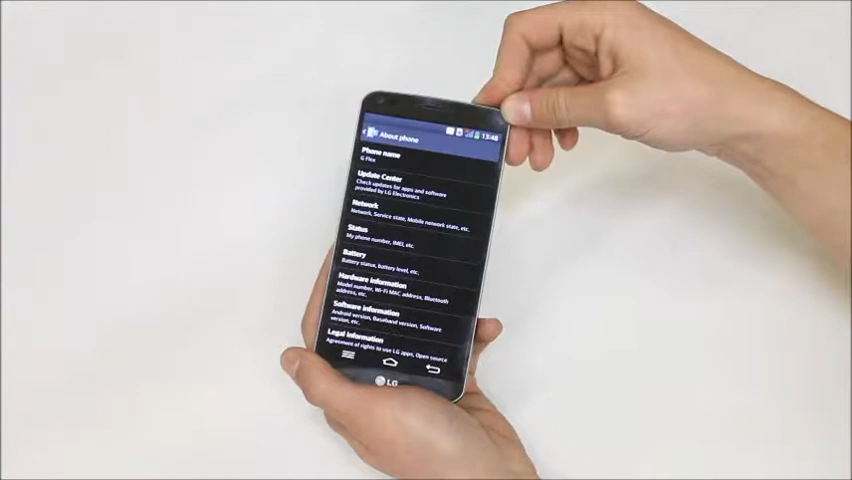 13:48
About phone
Phone name
G Flex
Update Center
Check updates for apps and software
provided by LG Electronics
Network
Network, Service state, Mobile network state, etc.
Status
My phone number, IMEI, etc.
Battery
Battery status, battery level, etc.
Hardware information
Model number, Wi-Fi MAC address, Bluetooth
address, etc.
Software information
Android version, Baseband version, Software
version, etc.
Legal information
Agreement of rights to use LG apps, Open source
LG